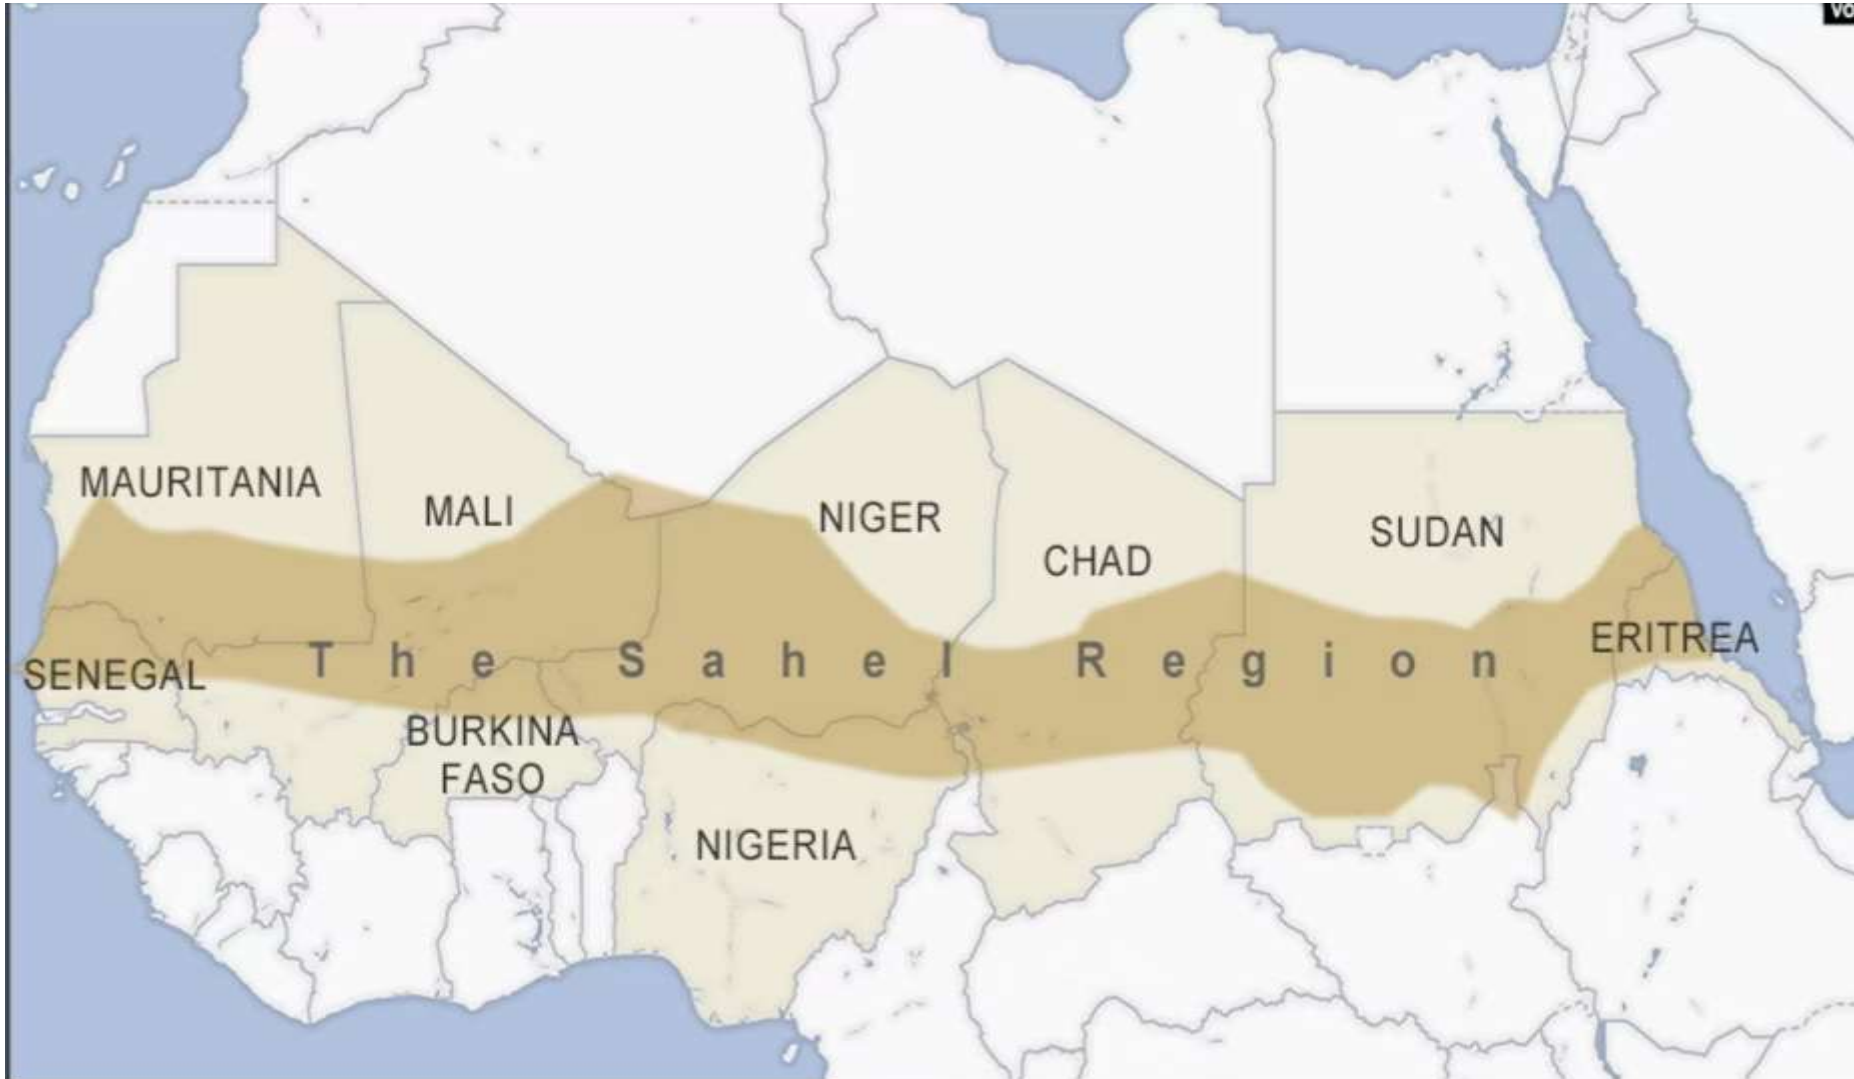 MAURITANIA
MALI
NIGER
CHAD
SUDAN
ERITREA
The Sahel Region
SENEGAL
BURKINA
FASO
NIGERIA